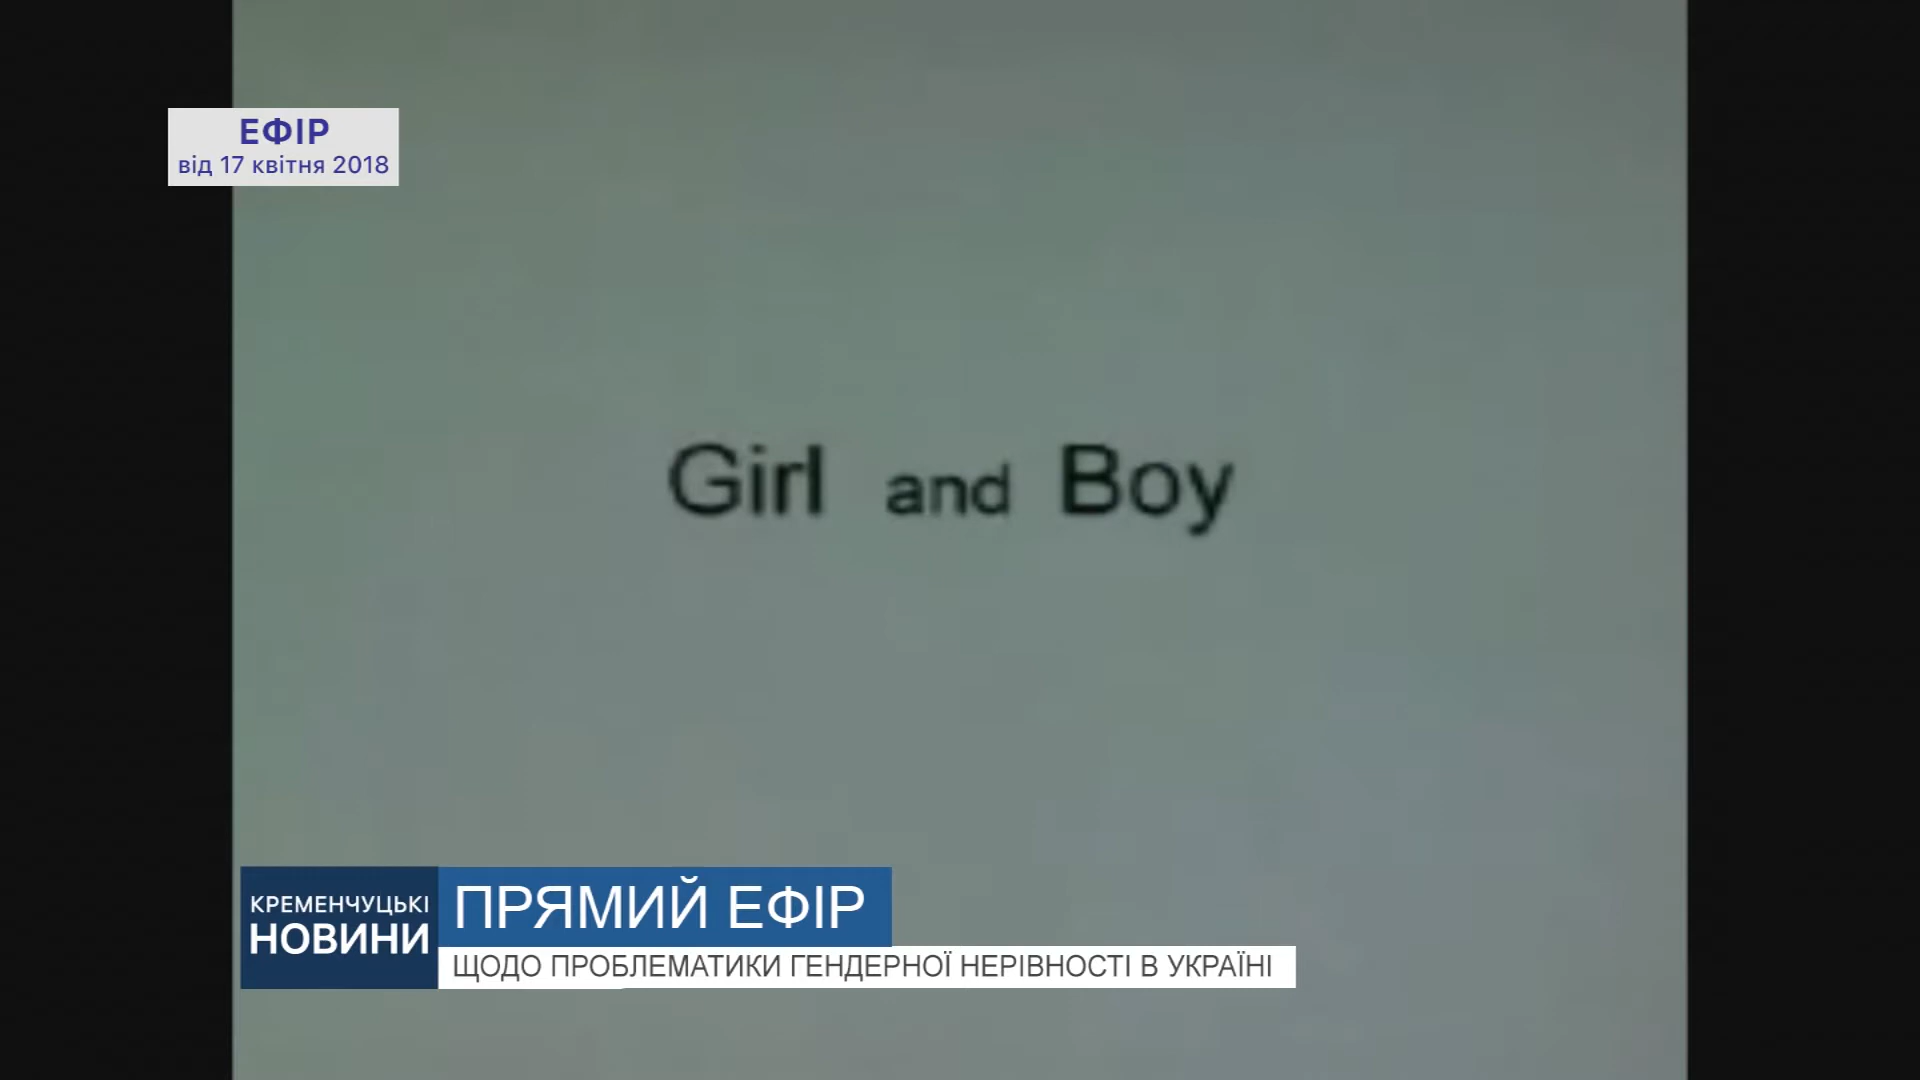 ЕФІР
від 17 квітня 2018
Girl and Boy
КРЕМЕНЧУЦЬКІ
НОВИНИ
ПРЯМИЙ ЕФІР
ЩОДО ПРОБЛЕМАТИКИ ГЕНДЕРНОЇ НЕРІВНОСТІ В УКРАЇНІ